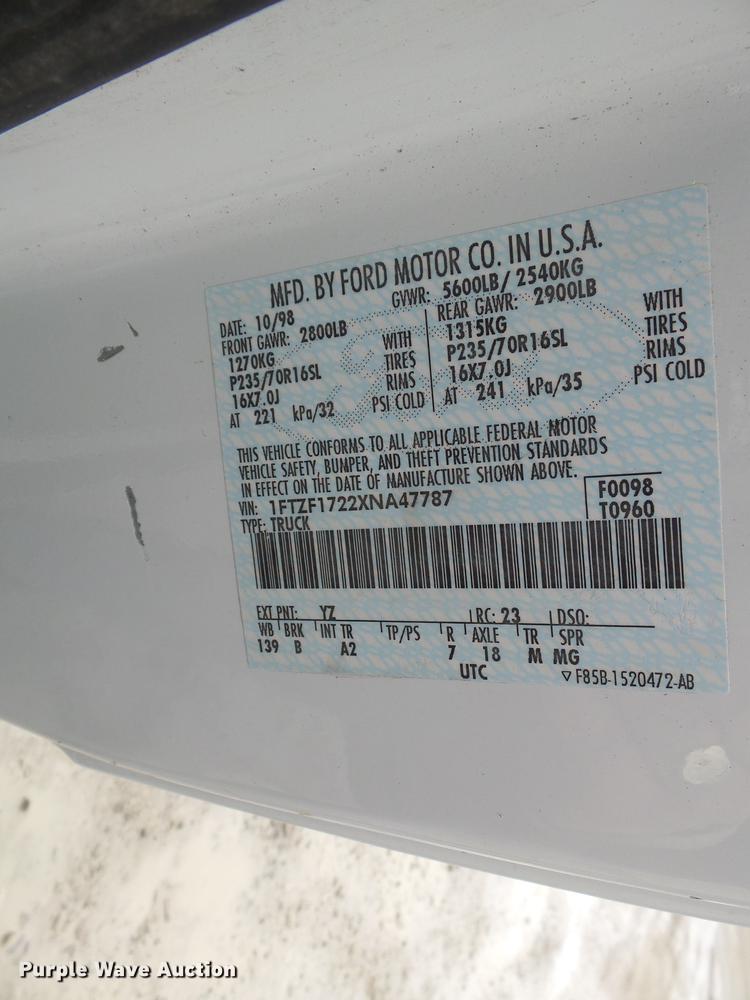 MFD. BY FORD MOTOR CO. IN U.S.A.
DATE: 10/98 GVWR: 5600LB/ 2540KG
FRONT GAWR: 2800LB REAR GAWR: 2900LB
1270KG WITH 1315KG WITH
P235/70R16SL TIRES P235/70R16SL TIRES
16X7.0J RIMS 16X7.0J RIMS
AT 221 kPa/32 PSI COLD AT 241 kPa/35 PSI COLD
THIS VEHICLE CONFORMS TO ALL APPLICABLE FEDERAL MOTOR
VEHICLE SAFETY, BUMPER, AND THEFT PREVENTION STANDARDS
IN EFFECT ON THE DATE OF MANUFACTURE SHOWN ABOVE.
VIN: 1FTZF1722XNA47787 F0098
TYPE: TRUCK T0960
EXT PNT: YZ RC: 23 DSO:
WB BRK INT TR TP/PS R AXLE TR SPR
139 B A2 7 18 M MG
UTC ▽ F85B-1520472-AB
Purple Wave Auction